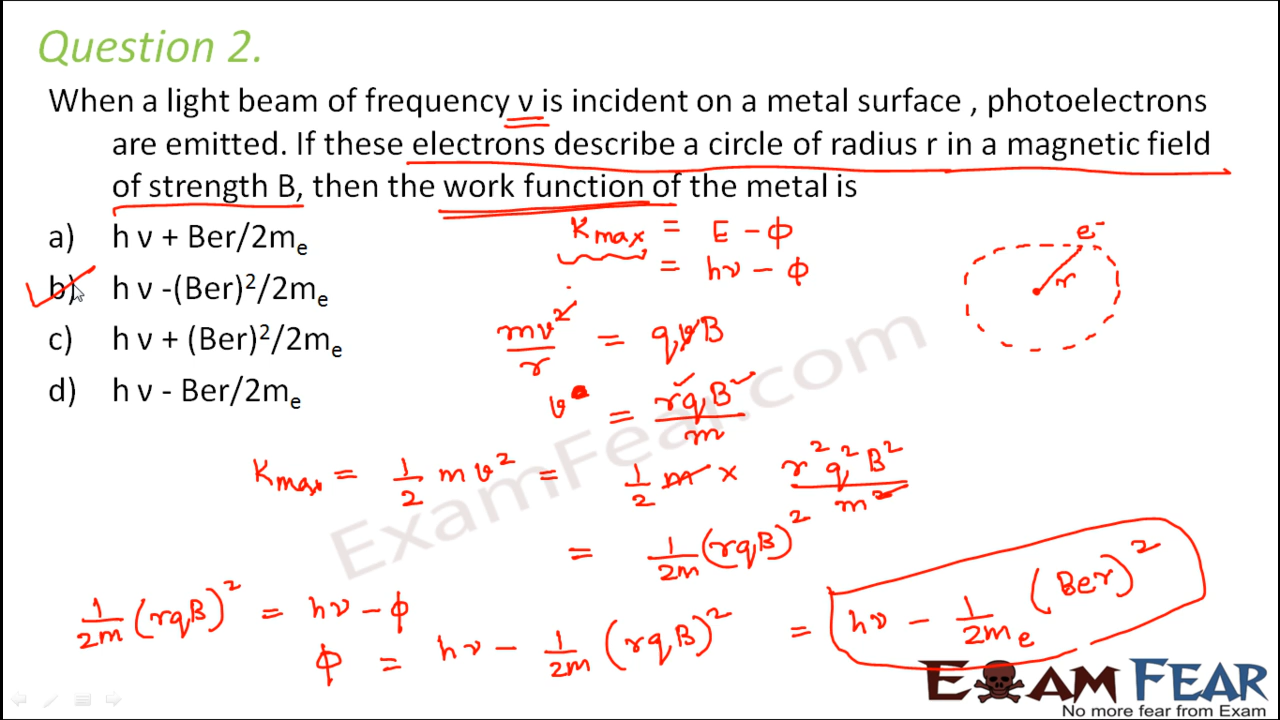 Question 2.
When a light beam of frequency ν is incident on a metal surface , photoelectrons
are emitted. If these electrons describe a circle of radius r in a magnetic field
of strength B, then the work function of the metal is
a) h ν + Ber/2mₑ
b) h ν -(Ber)²/2mₑ
c) h ν + (Ber)²/2mₑ
d) h ν - Ber/2mₑ
Kmax = E - ϕ
= hν - ϕ
e⁻
r
mv²/r = qvB
v = rqB/m
Kmax = 1/2 m v² = 1/2 m × r²q²B²/m²
= 1/2m (rqB)²
1/2m (rqB)² = hν - ϕ
ϕ = hν - 1/2m (rqB)² = hν - 1/2mₑ (Ber)²
ExamFear.com
EXAM FEAR
No more fear from Exam